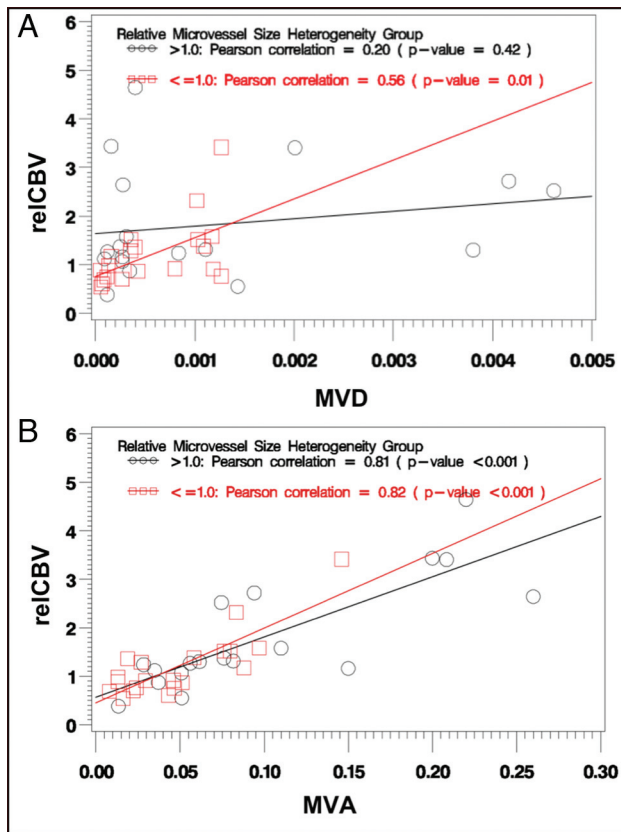 A
Relative Microvessel Size Heterogeneity Group
>1.0: Pearson correlation = 0.20 ( p-value = 0.42 )
<=1.0: Pearson correlation = 0.56 ( p-value = 0.01 )
relCBV
6
5
4
3
2
1
0
0.000 0.001 0.002 0.003 0.004 0.005
MVD
B
Relative Microvessel Size Heterogeneity Group
>1.0: Pearson correlation = 0.81 ( p-value <0.001 )
<=1.0: Pearson correlation = 0.82 ( p-value <0.001 )
relCBV
6
5
4
3
2
1
0
0.00 0.05 0.10 0.15 0.20 0.25 0.30
MVA